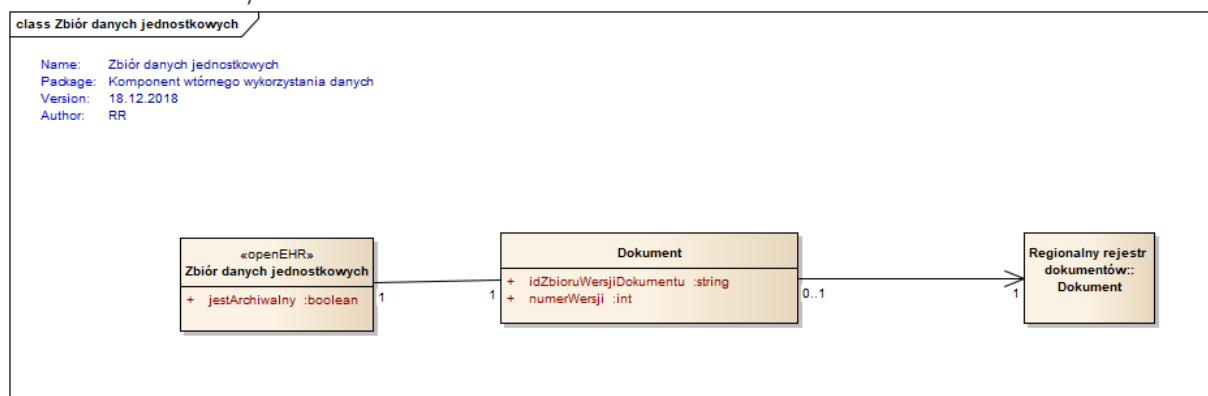 class Zbiór danych jednostkowych
Name: Zbiór danych jednostkowych
Package: Komponent wtórnego wykorzystania danych
Version: 18.12.2018
Author: RR
«openEHR»
Zbiór danych jednostkowych
+ jestArchiwalny :boolean
1
1
Dokument
+ idZbioruWersjiDokumentu :string
+ numerWersji :int
0..1
1
Regionalny rejestr
dokumentów::
Dokument